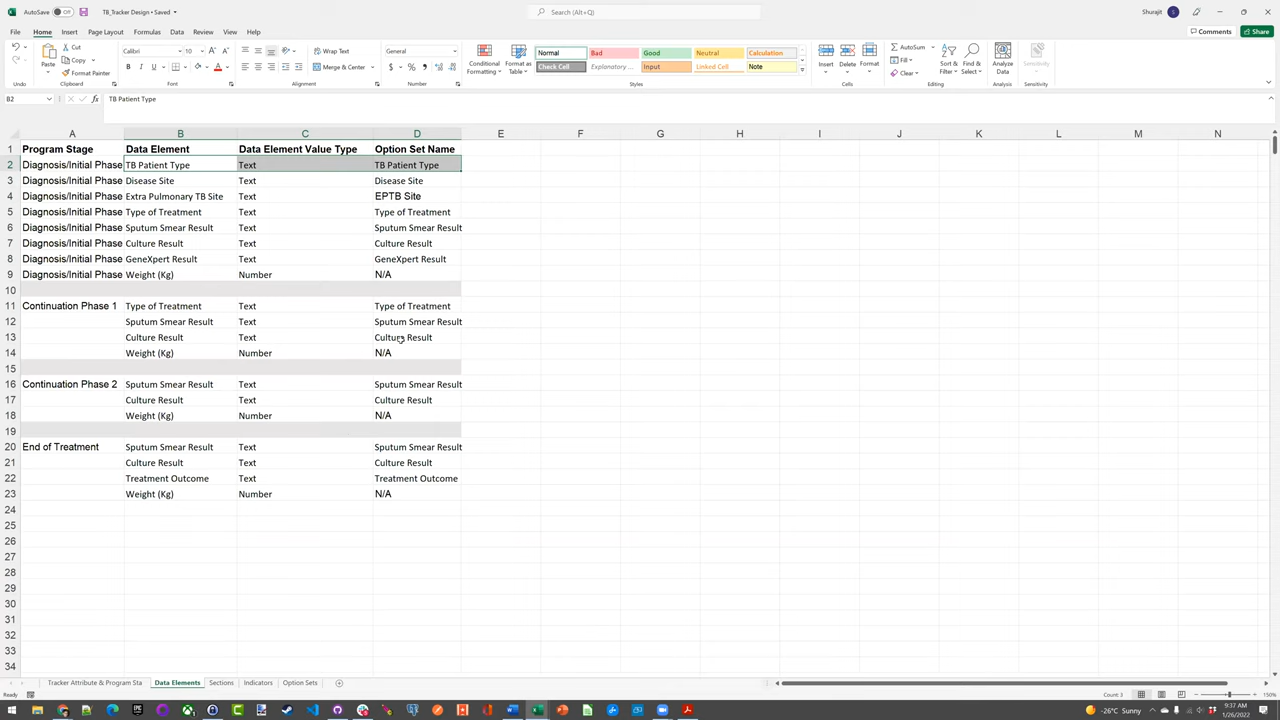 AutoSave Off TB_Tracker Design • Saved
Search (Alt+Q)
Shurajit S
File Home Insert Page Layout Formulas Data Review View Help
Comments Share
Cut
Copy
Format Painter
Paste
Undo Clipboard
Calibri 10
B I U
Font
Wrap Text
Merge & Center
Alignment
General
Number
Conditional Formatting
Format as Table
Normal Bad Good Neutral Calculation
Check Cell Explanatory ... Input Linked Cell Note
Styles
Insert Delete Format
Cells
AutoSum
Fill
Clear
Sort & Filter
Find & Select
Editing
Analyze Data
Analysis
Sensitivity
Sensitivity
B2 fx TB Patient Type
A B C D E F G H I J K L M N
1 Program Stage Data Element Data Element Value Type Option Set Name
2 Diagnosis/Initial Phase TB Patient Type Text TB Patient Type
3 Diagnosis/Initial Phase Disease Site Text Disease Site
4 Diagnosis/Initial Phase Extra Pulmonary TB Site Text EPTB Site
5 Diagnosis/Initial Phase Type of Treatment Text Type of Treatment
6 Diagnosis/Initial Phase Sputum Smear Result Text Sputum Smear Result
7 Diagnosis/Initial Phase Culture Result Text Culture Result
8 Diagnosis/Initial Phase GeneXpert Result Text GeneXpert Result
9 Diagnosis/Initial Phase Weight (Kg) Number N/A
10
11 Continuation Phase 1 Type of Treatment Text Type of Treatment
12 Sputum Smear Result Text Sputum Smear Result
13 Culture Result Text Culture Result
14 Weight (Kg) Number N/A
15
16 Continuation Phase 2 Sputum Smear Result Text Sputum Smear Result
17 Culture Result Text Culture Result
18 Weight (Kg) Number N/A
19
20 End of Treatment Sputum Smear Result Text Sputum Smear Result
21 Culture Result Text Culture Result
22 Treatment Outcome Text Treatment Outcome
23 Weight (Kg) Number N/A
24
25
26
27
28
29
30
31
32
33
34
Tracker Attribute & Program Sta Data Elements Sections Indicators Option Sets
Ready Count: 3 150%
-26°C Sunny 9:37 AM
1/26/2022